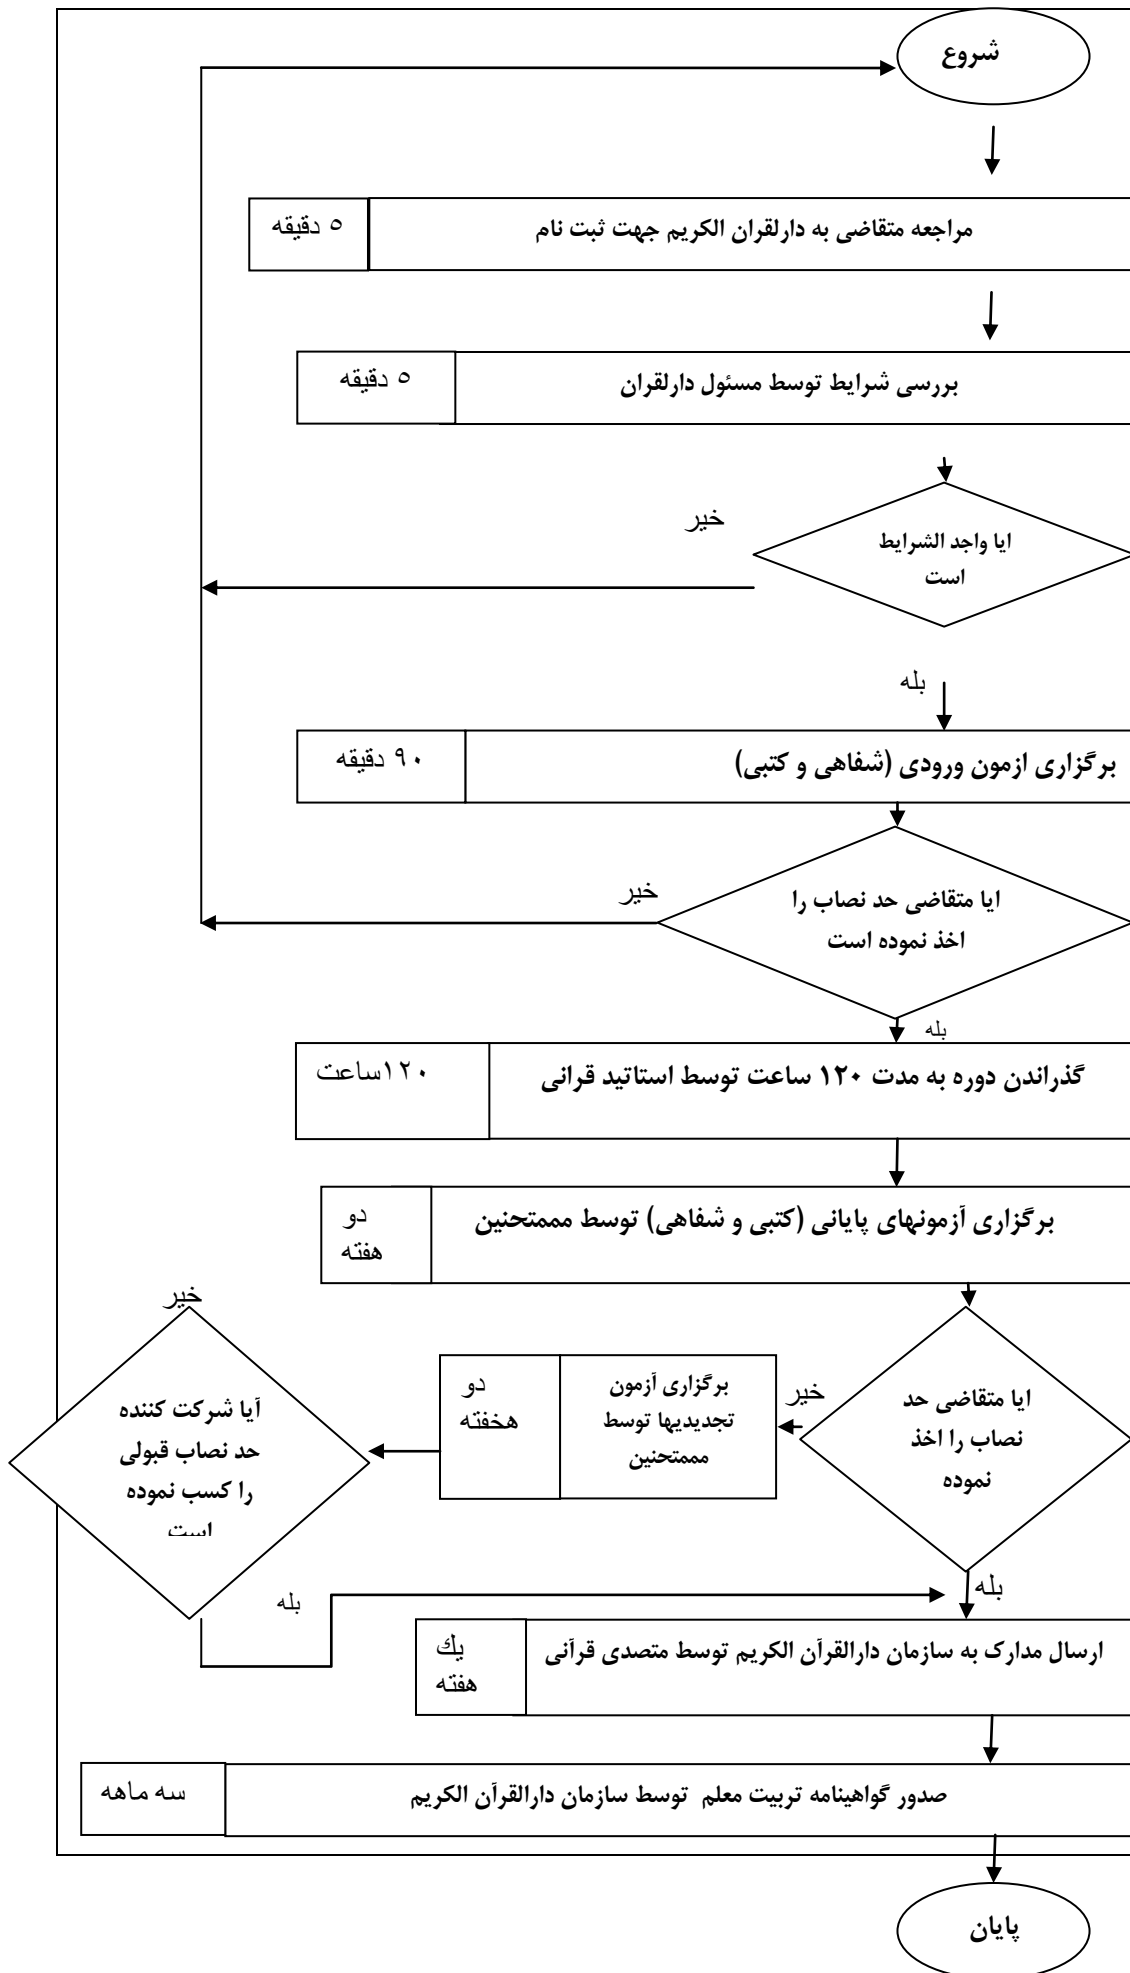 شروع
مراجعه متقاضی به دارلقران الکریم جهت ثبت نام
۵ دقیقه
بررسی شرایط توسط مسئول دارلقران
۵ دقیقه
ایا واجد الشرایط
است
خیر
بله
برگزاری ازمون ورودی (شفاهی و کتبی)
۹۰ دقیقه
ایا متقاضی حد نصاب را
اخذ نموده است
خیر
بله
گذراندن دوره به مدت ۱۲۰ ساعت توسط استاتید قرانی
۱۲۰ساعت
برگزاری آزمونهای پایانی (کتبی و شفاهی) توسط مممتحنین
دو
هفته
ایا متقاضی حد
نصاب را اخذ
نموده
خیر
برگزاری آزمون
تجدیدیها توسط
مممتحنین
دو
هخفته
خیر
آیا شرکت کننده
حد نصاب قبولی
را کسب نموده
است
بله
بله
ارسال مدارک به سازمان دارالقرآن الکریم توسط متصدی قرآنی
يك
هفته
صدور گواهینامه تربیت معلم توسط سازمان دارالقرآن الکریم
سه ماهه
پایان